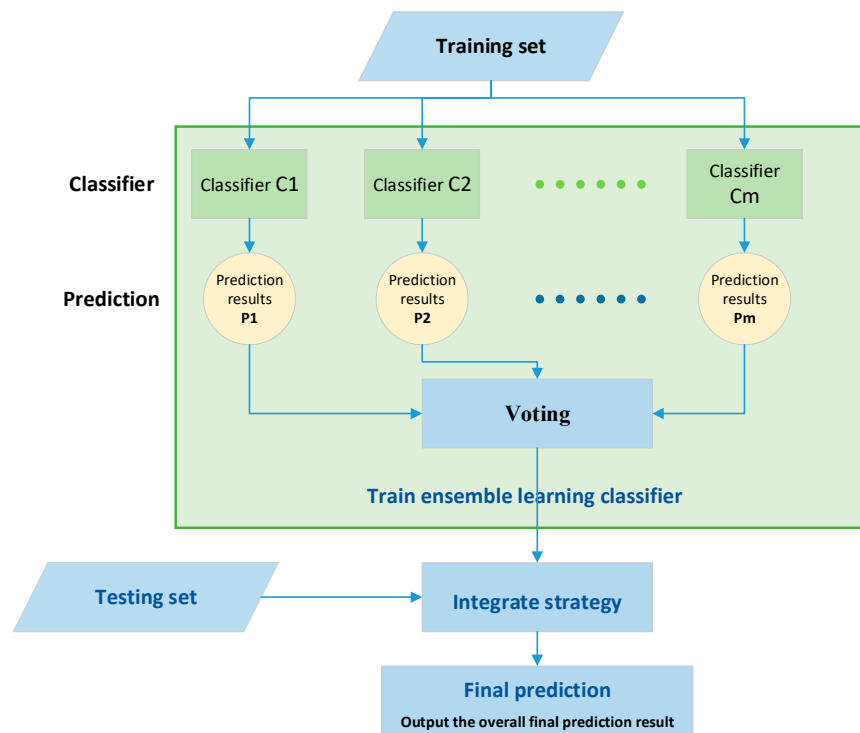 Training set
Classifier
Classifier C1
Classifier C2
Classifier
Cm
Prediction
Prediction
results
P1
Prediction
results
P2
Prediction
results
Pm
Voting
Train ensemble learning classifier
Testing set
Integrate strategy
Final prediction
Output the overall final prediction result